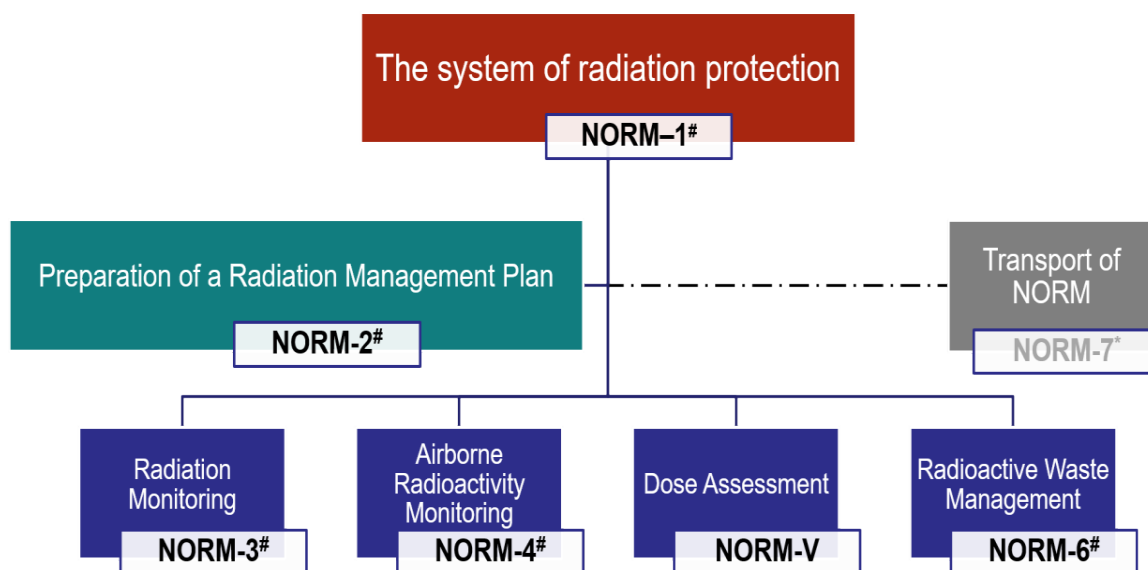 The system of radiation protection
NORM–1#
Preparation of a Radiation Management Plan
NORM-2#
Transport of
NORM
NORM-7*
Radiation
Monitoring
NORM-3#
Airborne
Radioactivity
Monitoring
NORM-4#
Dose Assessment
NORM-V
Radioactive Waste
Management
NORM-6#